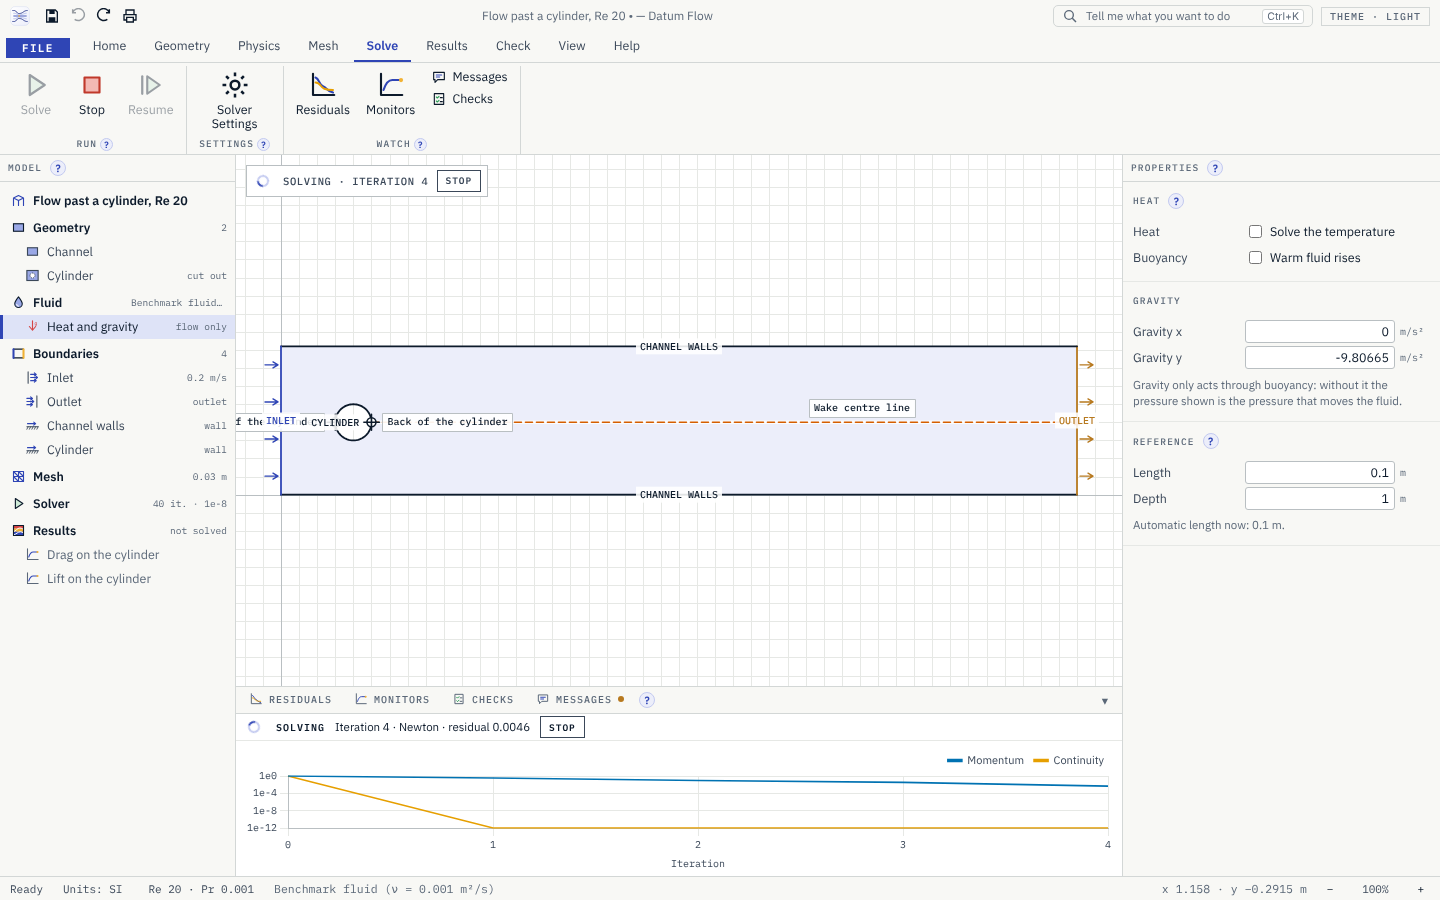 Flow past a cylinder, Re 20 • — Datum Flow
Tell me what you want to do
Ctrl+K
THEME · LIGHT
FILE
Home
Geometry
Physics
Mesh
Solve
Results
Check
View
Help
Solve
Stop
Resume
Solver
Settings
Residuals
Monitors
Messages
Checks
RUN ?
SETTINGS ?
WATCH ?
MODEL ?
Flow past a cylinder, Re 20
Geometry 2
Channel
Cylinder cut out
Fluid Benchmark fluid…
Heat and gravity flow only
Boundaries 4
Inlet 0.2 m/s
Outlet outlet
Channel walls wall
Cylinder wall
Mesh 0.03 m
Solver 40 it. · 1e-8
Results not solved
Drag on the cylinder
Lift on the cylinder
SOLVING · ITERATION 4 STOP
CHANNEL WALLS
Wake centre line
INLET
CYLINDER
Back of the cylinder
OUTLET
CHANNEL WALLS
RESIDUALS
MONITORS
CHECKS
MESSAGES
?
▼
SOLVING Iteration 4 · Newton · residual 0.0046 STOP
Momentum Continuity
1e0
1e-4
1e-8
1e-12
0 1 2 3 4
Iteration
PROPERTIES ?
HEAT ?
Heat Solve the temperature
Buoyancy Warm fluid rises
GRAVITY
Gravity x 0 m/s²
Gravity y -9.80665 m/s²
Gravity only acts through buoyancy: without it the
pressure shown is the pressure that moves the fluid.
REFERENCE ?
Length 0.1 m
Depth 1 m
Automatic length now: 0.1 m.
Ready Units: SI Re 20 · Pr 0.001 Benchmark fluid (ν = 0.001 m²/s)
x 1.158 · y −0.2915 m − 100% +